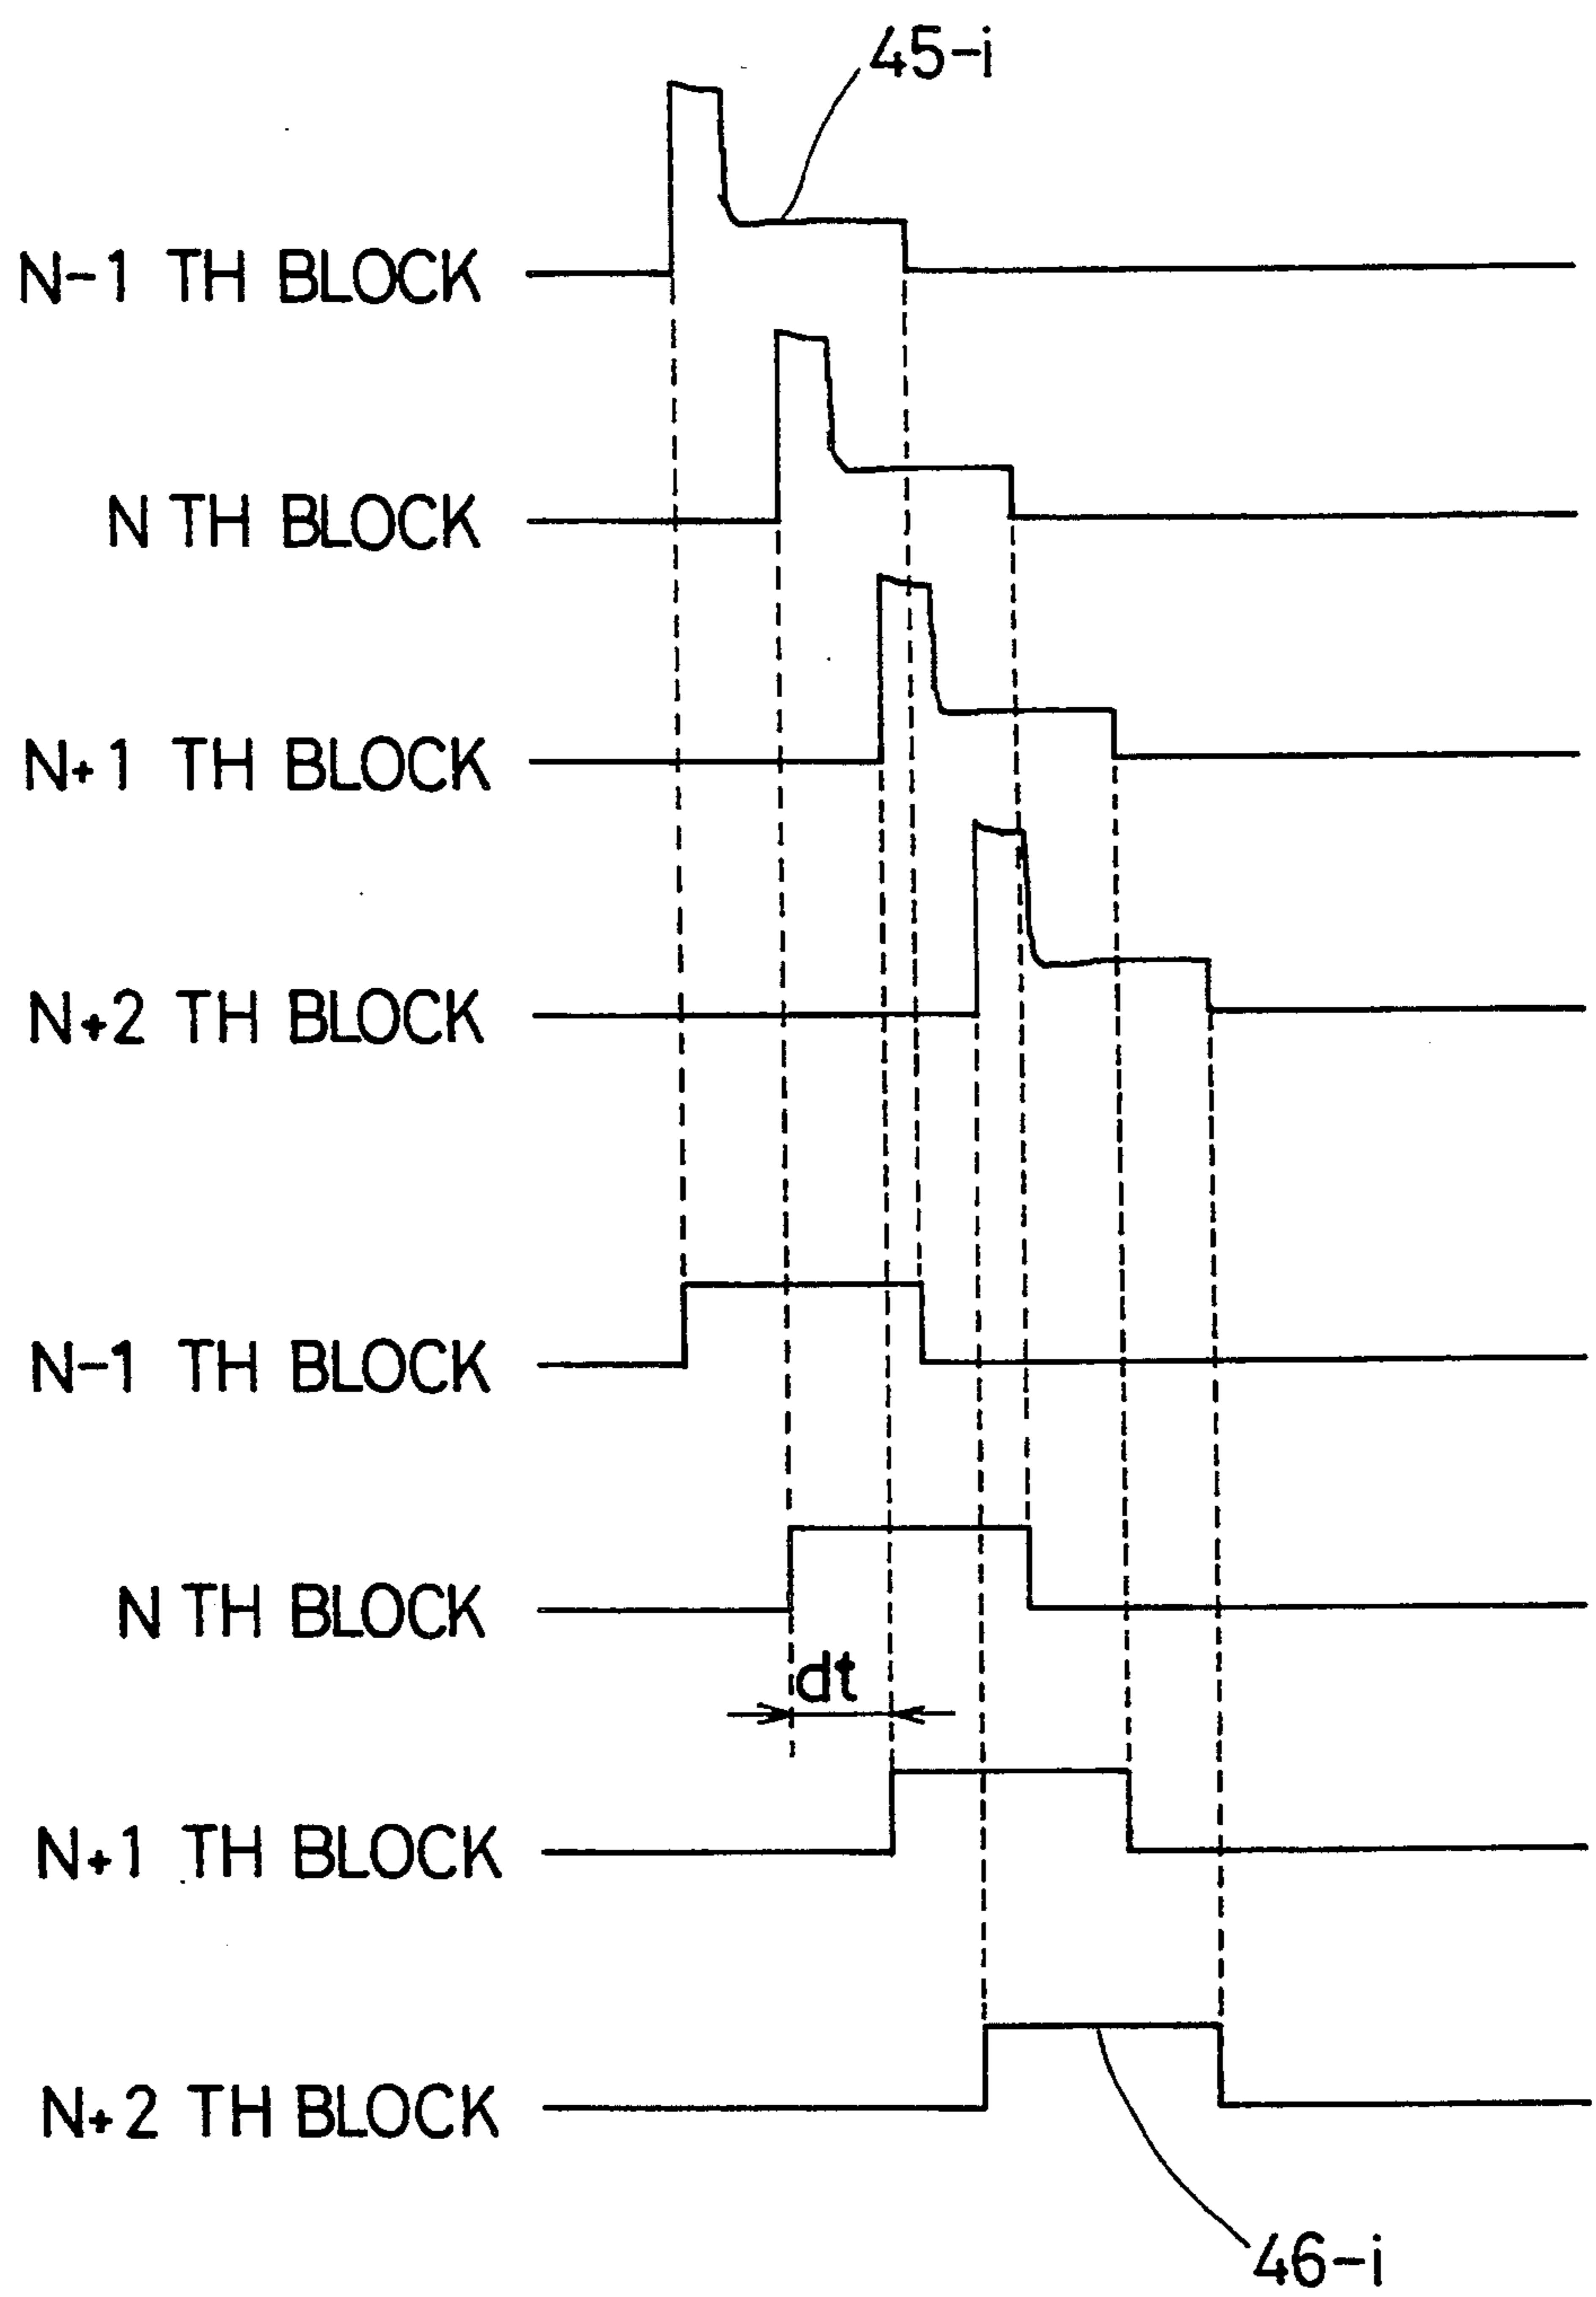 45-i
N-1 TH BLOCK
N TH BLOCK
N+1 TH BLOCK
N+2 TH BLOCK
N-1 TH BLOCK
N TH BLOCK
dt
N+1 TH BLOCK
N+2 TH BLOCK
46-i